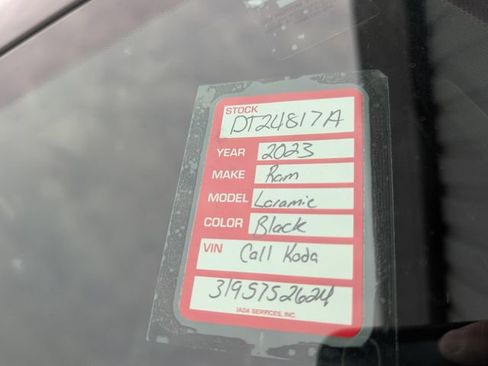 STOCK
DT24817A
YEAR 2023
MAKE Ram
MODEL Laramie
COLOR Black
VIN Call Koda
3195752624
IADA SERVICES, INC.